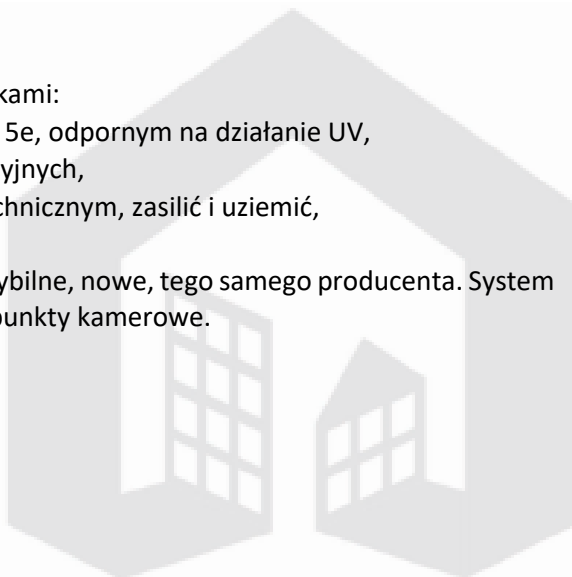 kami:
5e, odpornym na działanie UV,
yjnych,
chnicznym, zasilić i uziemić,
ybilne, nowe, tego samego producenta. System
punkty kamerowe.